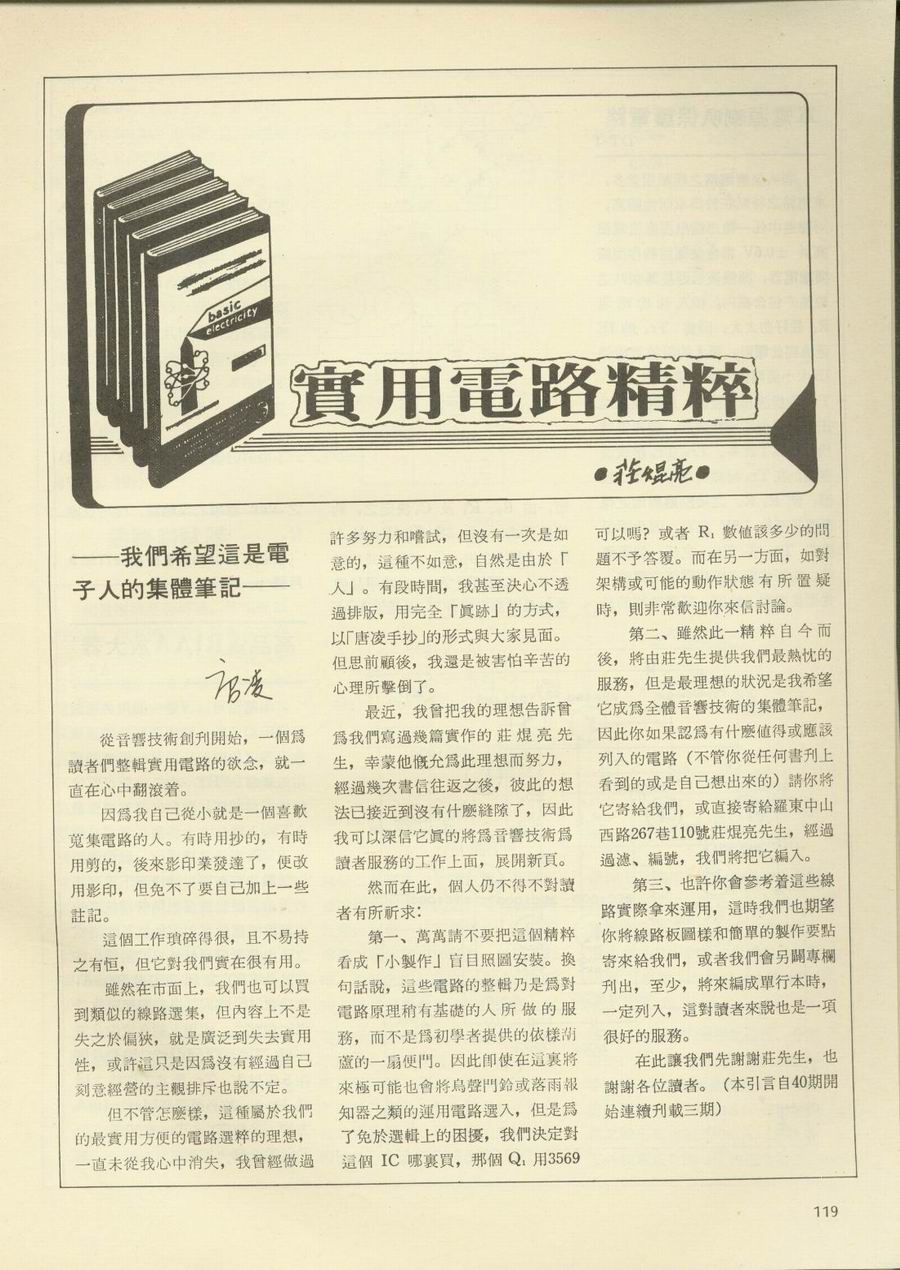 basic
electricity
實用電路精粹
●莊焜亮●
——我們希望這是電
子人的集體筆記——
唐凌
從音響技術創刋開始，一個爲
讀者們整輯實用電路的欲念，就一
直在心中翻滾着。
因爲我自己從小就是一個喜歡
蒐集電路的人。有時用抄的，有時
用剪的，後來影印業發達了，便改
用影印，但免不了要自己加上一些
註記。
這個工作瑣碎得很，且不易持
之有恒，但它對我們實在很有用。
雖然在市面上，我們也可以買
到類似的線路選集，但內容上不是
失之於偏狹，就是廣泛到失去實用
性，或許這只是因爲沒有經過自己
刻意經營的主觀排斥也說不定。
但不管怎麽樣，這種屬於我們
的最實用方便的電路選粹的理想，
一直未從我心中消失，我曾經做過
許多努力和嚐試，但沒有一次是如
意的，這種不如意，自然是由於「
人」。有段時間，我甚至決心不透
過排版，用完全「眞跡」的方式，
以「唐凌手抄」的形式與大家見面。
但思前顧後，我還是被害怕辛苦的
心理所擊倒了。
最近，我曾把我的理想告訴曾
爲我們寫過幾篇實作的莊焜亮先
生，幸蒙他慨允爲此理想而努力，
經過幾次書信往返之後，彼此的想
法已接近到沒有什麽縫隙了，因此
我可以深信它眞的將爲音響技術爲
讀者服務的工作上面，展開新頁。
然而在此，個人仍不得不對讀
者有所祈求：
第一、萬萬請不要把這個精粹
看成「小製作」盲目照圖安裝。換
句話說，這些電路的整輯乃是爲對
電路原理稍有基礎的人所做的服
務，而不是爲初學者提供的依樣葫
蘆的一扇便門。因此卽使在這裏將
來極可能也會將鳥聲門鈴或落雨報
知器之類的運用電路選入，但是爲
了免於選輯上的困擾，我們決定對
這個 IC 哪裏買，那個 Q₁ 用3569
可以嗎？或者 R₁ 數値該多少的問
題不予答覆。而在另一方面，如對
架構或可能的動作狀態有所置疑
時，則非常歡迎你來信討論。
第二、雖然此一精粹自今而
後，將由莊先生提供我們最熱忱的
服務，但是最理想的狀況是我希望
它成爲全體音響技術的集體筆記，
因此你如果認爲有什麽値得或應該
列入的電路（不管你從任何書刋上
看到的或是自己想出來的）請你將
它寄給我們，或直接寄給羅東中山
西路267巷110號莊焜亮先生，經過
過濾、編號，我們將把它編入。
第三、也許你會參考着這些線
路實際拿來運用，這時我們也期望
你將線路板圖樣和簡單的製作要點
寄來給我們，或者我們會另闢專欄
刋出，至少，將來編成單行本時，
一定列入，這對讀者來說也是一項
很好的服務。
在此讓我們先謝謝莊先生，也
謝謝各位讀者。（本引言自40期開
始連續刋載三期）
119